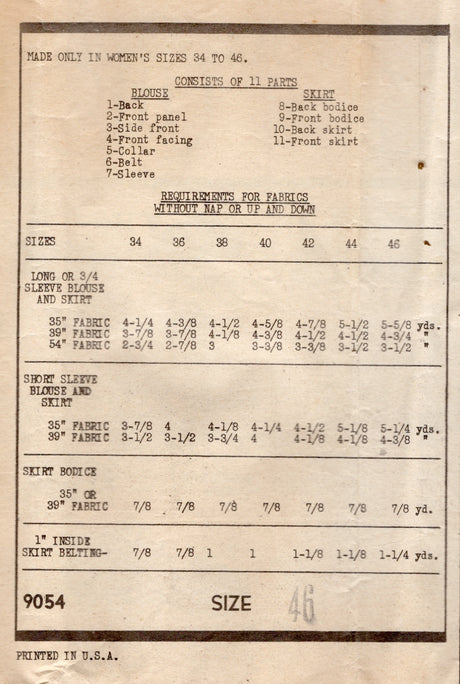 MADE ONLY IN WOMEN'S SIZES 34 TO 46.
CONSISTS OF 11 PARTS
BLOUSE SKIRT
1-Back 8-Back bodice
2-Front panel 9-Front bodice
3-Side front 10-Back skirt
4-Front facing 11-Front skirt
5-Collar
6-Belt
7-Sleeve
REQUIREMENTS FOR FABRICS
WITHOUT NAP OR UP AND DOWN
SIZES 34 36 38 40 42 44 46
LONG OR 3/4
SLEEVE BLOUSE
AND SKIRT
35" FABRIC 4-1/4 4-3/8 4-1/2 4-5/8 4-7/8 5-1/2 5-5/8 yds.
39" FABRIC 3-7/8 3-7/8 4-1/8 4-3/8 4-1/2 4-1/2 4-3/4 "
54" FABRIC 2-3/4 2-7/8 3 3-3/8 3-3/8 3-1/2 3-1/2 "
SHORT SLEEVE
BLOUSE AND
SKIRT
35" FABRIC 3-7/8 4 4-1/8 4-1/4 4-1/2 5-1/8 5-1/4 yds.
39" FABRIC 3-1/2 3-1/2 3-3/4 4 4-1/8 4-1/8 4-3/8 "
SKIRT BODICE
35" OR
39" FABRIC 7/8 7/8 7/8 7/8 7/8 7/8 7/8 yd.
1" INSIDE
SKIRT BELTING- 7/8 7/8 1 1 1-1/8 1-1/8 1-1/4 yds.
9054 SIZE 46
PRINTED IN U.S.A.